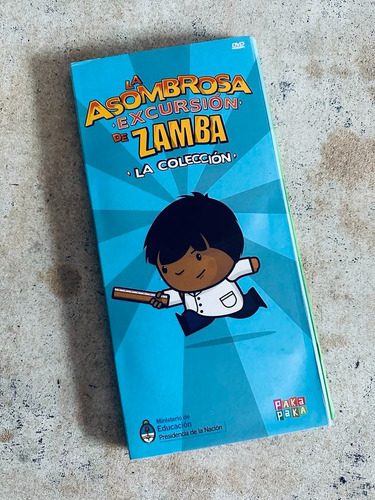 DVD
LA
ASOMBROSA
·EXCURSIÓN·
DE ZAMBA
· LA COLECCIÓN ·
Ministerio de
Educación
Presidencia de la Nación
PAKA
PAKA